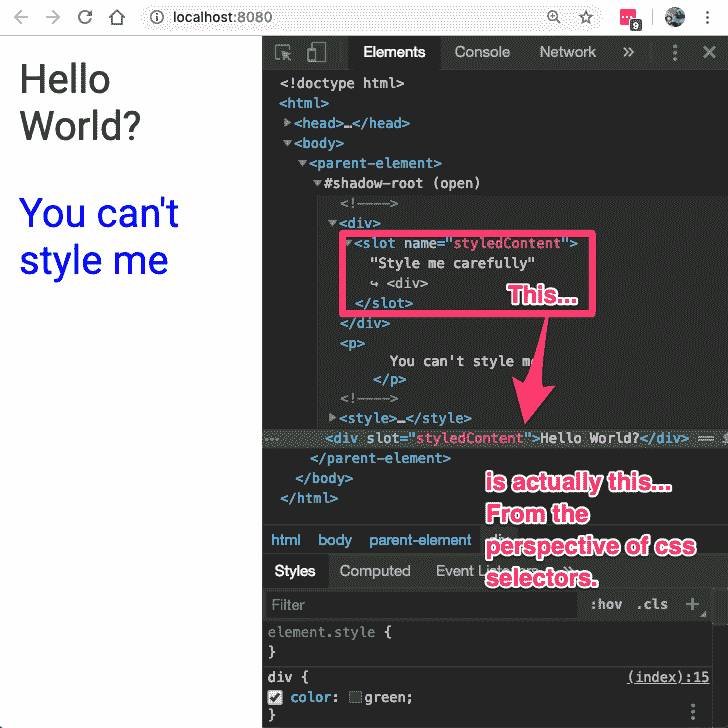 localhost:8080
9
Hello
World?
You can't
style me
Elements Console Network »
<!doctype html>
<html>
<head>…</head>
<body>
<parent-element>
#shadow-root (open)
<!---->
<div>
<slot name="styledContent">
"Style me carefully"
↪ <div>
</slot>
This...
</div>
<p>
You can't style me
</p>
<!---->
<style>…</style>
<div slot="styledContent">Hello World?</div> == $
</parent-element>
</body>
</html>
is actually this...
From the
perspective of css
selectors.
html body parent-element
Styles Computed Event
Filter :hov .cls +
element.style {
}
div { (index):15
color: green;
}